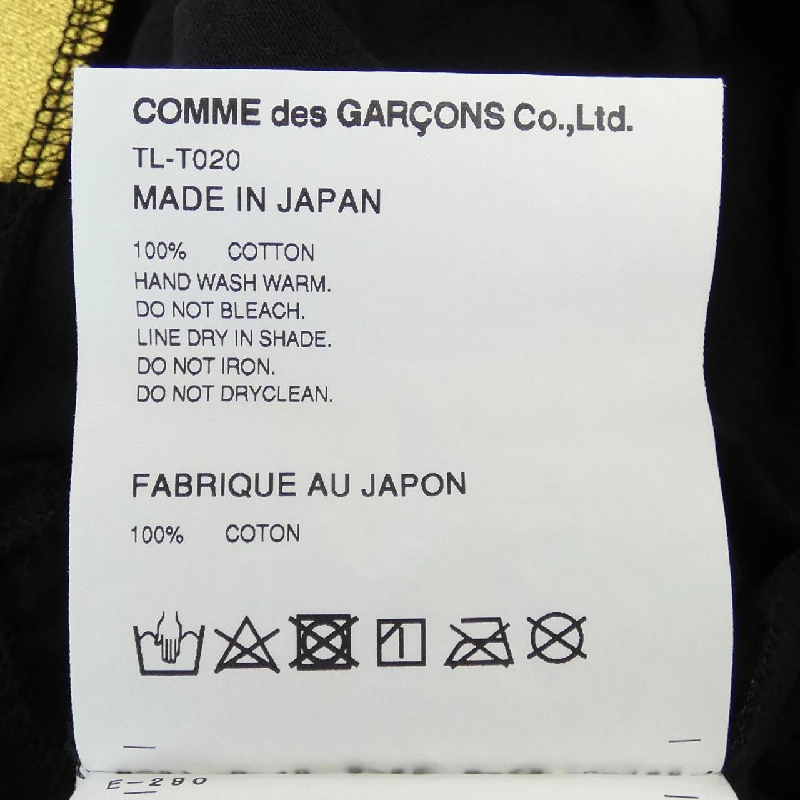 COMME des GARÇONS Co.,Ltd.
TL-T020
MADE IN JAPAN
100% COTTON
HAND WASH WARM.
DO NOT BLEACH.
LINE DRY IN SHADE.
DO NOT IRON.
DO NOT DRYCLEAN.
FABRIQUE AU JAPON
100% COTON
E-290